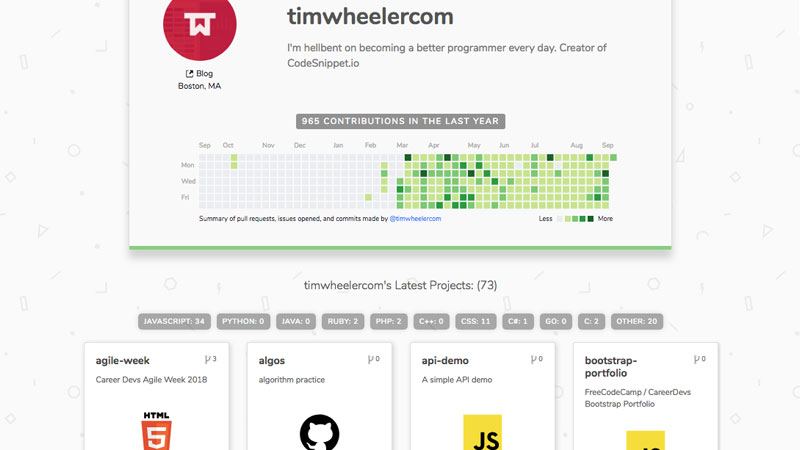 timwheelercom
I'm hellbent on becoming a better programmer every day. Creator of
CodeSnippet.io
Blog
Boston, MA
965 CONTRIBUTIONS IN THE LAST YEAR
Sep Oct Nov Dec Jan Feb Mar Apr May Jun Jul Aug Sep
Mon
Wed
Fri
Summary of pull requests, issues opened, and commits made by @timwheelercom
Less More
timwheelercom's Latest Projects: (73)
JAVASCRIPT: 34 PYTHON: 0 JAVA: 0 RUBY: 2 PHP: 2 C++: 0 CSS: 11 C#: 1 GO: 0 C: 2 OTHER: 20
agile-week 3
Career Devs Agile Week 2018
HTML
5
algos 0
algorithm practice
api-demo 0
A simple API demo
JS
bootstrap-
portfolio 0
FreeCodeCamp / CareerDevs
Bootstrap Portfolio
JS